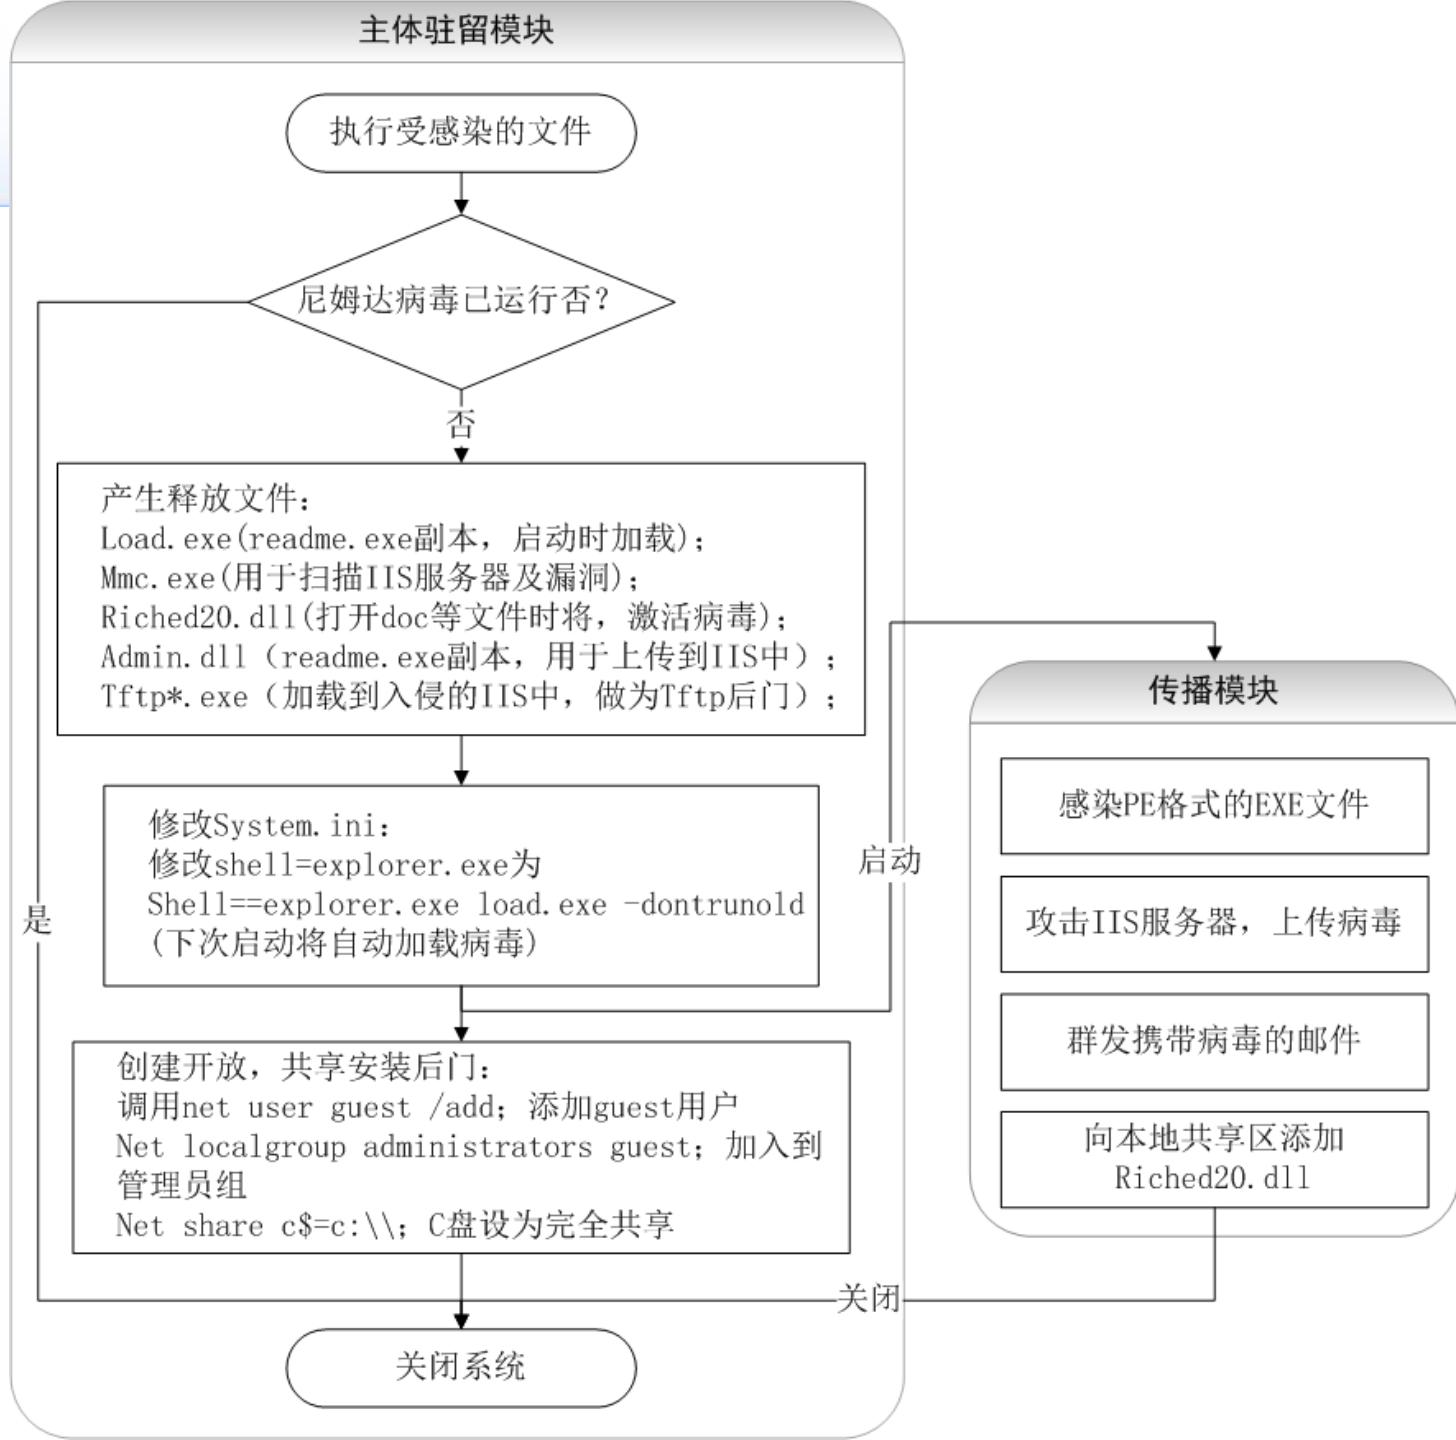 主体驻留模块
执行受感染的文件
尼姆达病毒已运行否？
否
产生释放文件：
Load.exe(readme.exe副本，启动时加载)；
Mmc.exe(用于扫描IIS服务器及漏洞)；
Riched20.dll(打开doc等文件时将，激活病毒)；
Admin.dll（readme.exe副本，用于上传到IIS中）；
Tftp*.exe（加载到入侵的IIS中，做为Tftp后门）；
修改System.ini：
修改shell=explorer.exe为
Shell==explorer.exe load.exe -dontrunold
(下次启动将自动加载病毒)
是
启动
创建开放，共享安装后门：
调用net user guest /add；添加guest用户
Net localgroup administrators guest；加入到
管理员组
Net share c$=c:\\；C盘设为完全共享
关闭
关闭系统
传播模块
感染PE格式的EXE文件
攻击IIS服务器，上传病毒
群发携带病毒的邮件
向本地共享区添加
Riched20.dll